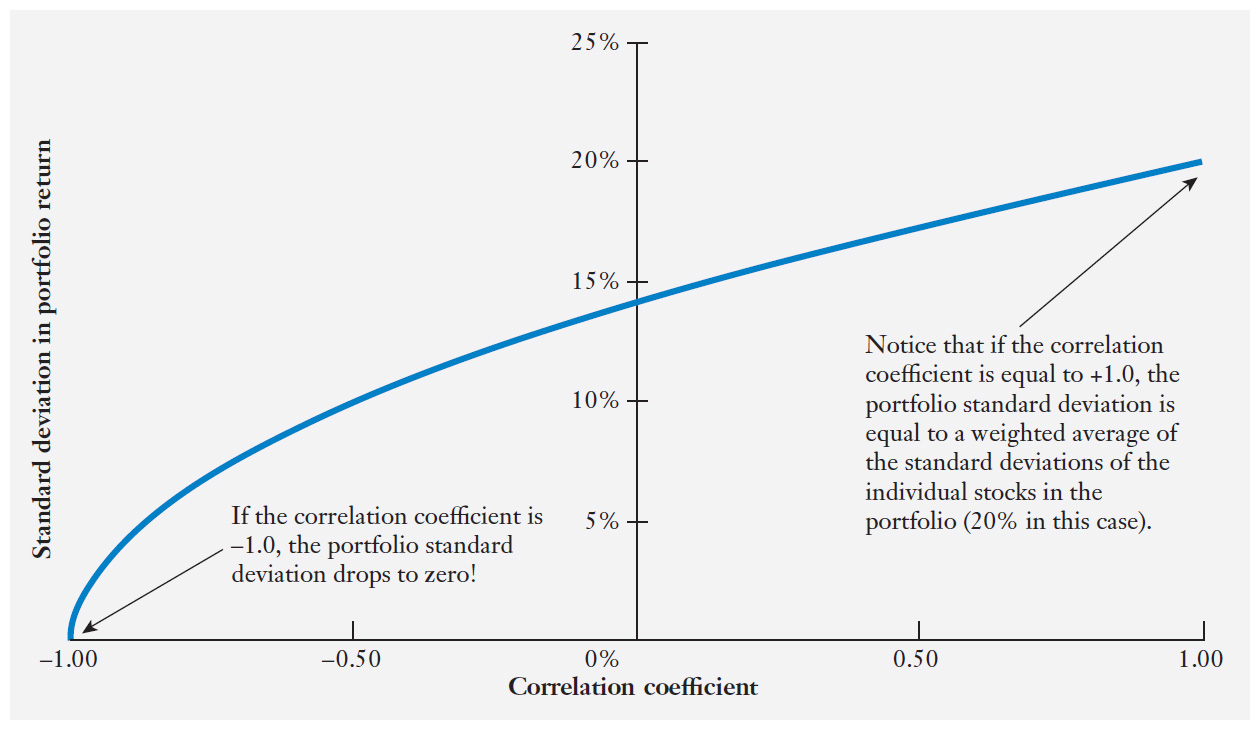 25%
20%
15%
10%
5%
Standard deviation in portfolio return
If the correlation coefficient is
–1.0, the portfolio standard
deviation drops to zero!
Notice that if the correlation
coefficient is equal to +1.0, the
portfolio standard deviation is
equal to a weighted average of
the standard deviations of the
individual stocks in the
portfolio (20% in this case).
–1.00
–0.50
0%
0.50
1.00
Correlation coefficient